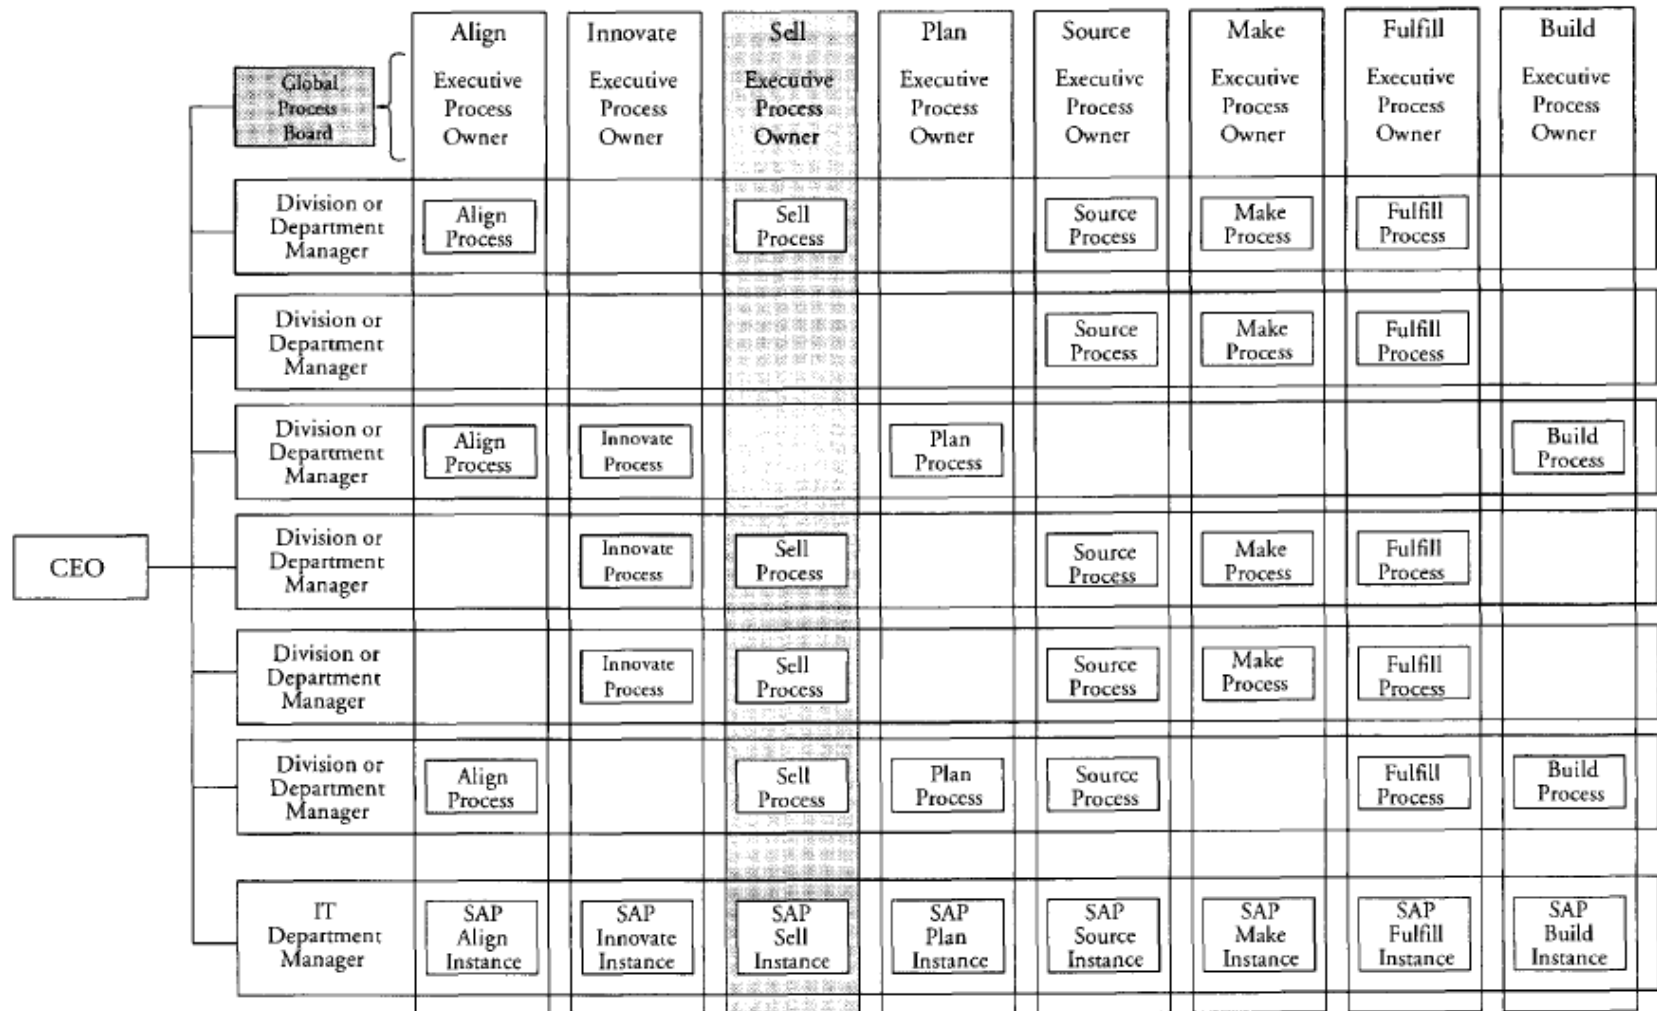 Align
Executive
Process
Owner
Innovate
Executive
Process
Owner
Sell
Executive
Process
Owner
Plan
Executive
Process
Owner
Source
Executive
Process
Owner
Make
Executive
Process
Owner
Fulfill
Executive
Process
Owner
Build
Executive
Process
Owner
Global
Process
Board
Division or
Department
Manager
Align
Process
Sell
Process
Source
Process
Make
Process
Fulfill
Process
Division or
Department
Manager
Source
Process
Make
Process
Fulfill
Process
Division or
Department
Manager
Align
Process
Innovate
Process
Plan
Process
Build
Process
CEO
Division or
Department
Manager
Innovate
Process
Sell
Process
Source
Process
Make
Process
Fulfill
Process
Division or
Department
Manager
Innovate
Process
Sell
Process
Source
Process
Make
Process
Fulfill
Process
Division or
Department
Manager
Align
Process
Sell
Process
Plan
Process
Source
Process
Fulfill
Process
Build
Process
IT
Department
Manager
SAP
Align
Instance
SAP
Innovate
Instance
SAP
Sell
Instance
SAP
Plan
Instance
SAP
Source
Instance
SAP
Make
Instance
SAP
Fulfill
Instance
SAP
Build
Instance